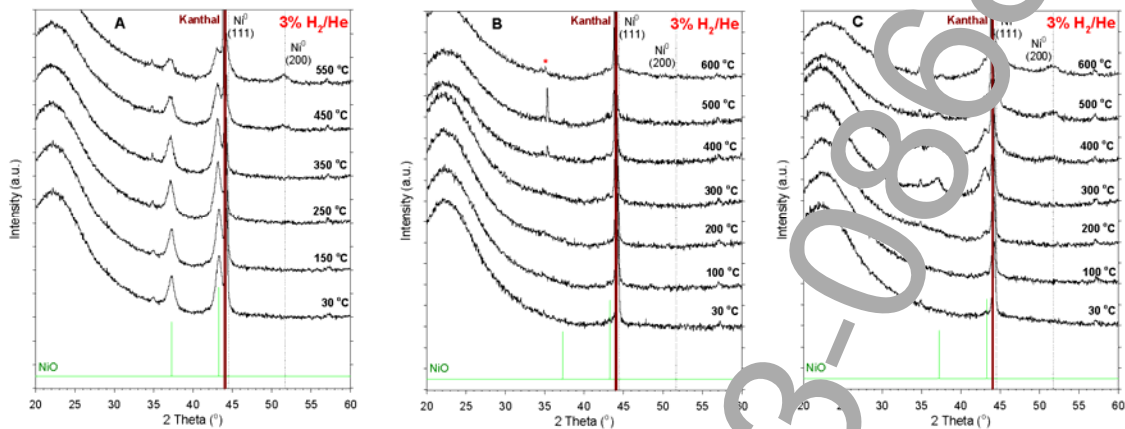 A
Kanthal
Ni⁰
(111)
3% H₂/He
Ni⁰
(200)
550 °C
450 °C
350 °C
250 °C
150 °C
30 °C
NiO
Intensity (a.u.)
20 25 30 35 40 45 50 55 60
2 Theta (°)
B
Kanthal
Ni⁰
(111)
3% H₂/He
Ni⁰
(200)
*
600 °C
500 °C
400 °C
300 °C
200 °C
100 °C
30 °C
NiO
Intensity (a.u.)
20 25 30 35 40 45 50 55 60
2 Theta (°)
C
Kanthal
Ni⁰
(111)
3% H₂/He
Ni⁰
(200)
600 °C
500 °C
400 °C
300 °C
200 °C
100 °C
30 °C
NiO
Intensity (a.u.)
20 25 30 35 40 45 50 55 60
2 Theta (°)
3-086